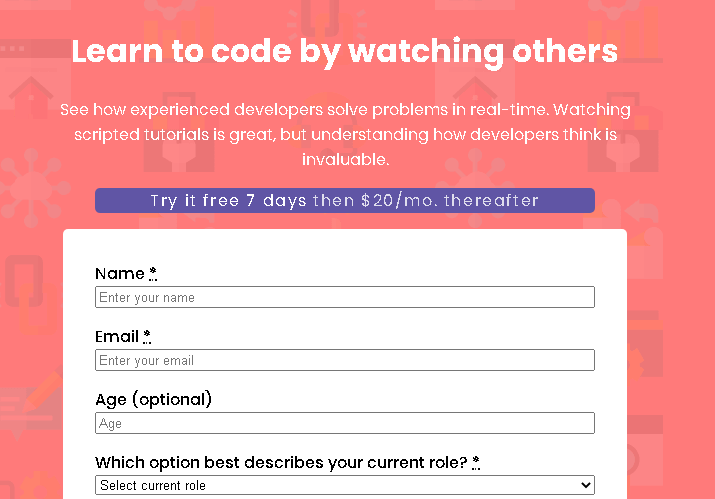 Learn to code by watching others
See how experienced developers solve problems in real-time. Watching
scripted tutorials is great, but understanding how developers think is
invaluable.
Try it free 7 days then $20/mo. thereafter
Name *
Enter your name
Email *
Enter your email
Age (optional)
Age
Which option best describes your current role? *
Select current role